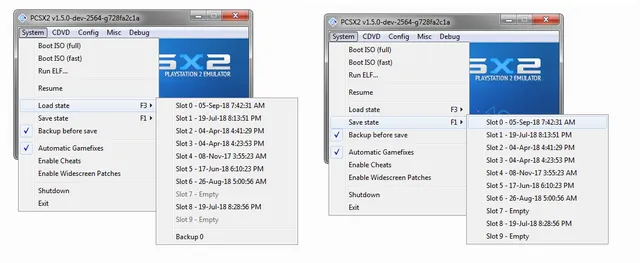 PCSX2 v1.5.0-dev-2564-g728fa2c1a
System CDVD Config Misc Debug
Boot ISO (full)
Boot ISO (fast)
Run ELF...
Resume
Load state F3
Save state F1
Backup before save
Automatic Gamefixes
Enable Cheats
Enable Widescreen Patches
Shutdown
Exit
SX2
PLAYSTATION 2 EMULATOR
Slot 0 - 05-Sep-18 7:42:31 AM
Slot 1 - 19-Jul-18 8:13:51 PM
Slot 2 - 04-Apr-18 4:41:29 PM
Slot 3 - 04-Apr-18 4:23:53 PM
Slot 4 - 08-Nov-17 3:55:23 AM
Slot 5 - 17-Jun-18 6:10:23 PM
Slot 6 - 26-Aug-18 5:00:56 AM
Slot 7 - Empty
Slot 8 - 19-Jul-18 8:28:56 PM
Slot 9 - Empty
Backup 0
PCSX2 v1.5.0-dev-2564-g728fa2c1a
System CDVD Config Misc Debug
Boot ISO (full)
Boot ISO (fast)
Run ELF...
Resume
Load state F3
Save state F1
Backup before save
Automatic Gamefixes
Enable Cheats
Enable Widescreen Patches
Shutdown
Exit
SX2
PLAYSTATION 2 EMULATOR
Slot 0 - 05-Sep-18 7:42:31 AM
Slot 1 - 19-Jul-18 8:13:51 PM
Slot 2 - 04-Apr-18 4:41:29 PM
Slot 3 - 04-Apr-18 4:23:53 PM
Slot 4 - 08-Nov-17 3:55:23 AM
Slot 5 - 17-Jun-18 6:10:23 PM
Slot 6 - 26-Aug-18 5:00:56 AM
Slot 7 - Empty
Slot 8 - 19-Jul-18 8:28:56 PM
Slot 9 - Empty